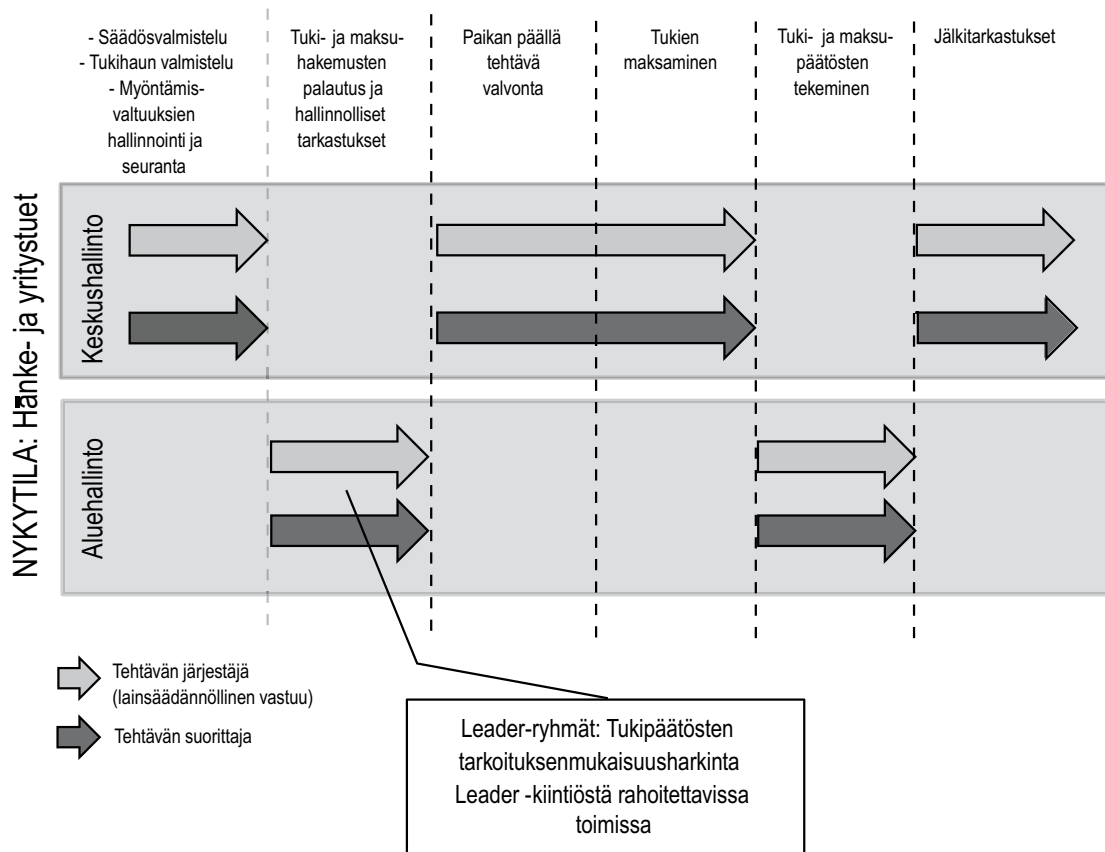 - Säädösvalmistelu
- Tukihaun valmistelu
- Myöntämis-
valtuuksien
hallinnointi ja
seuranta
Tuki- ja maksu-
hakemusten
palautus ja
hallinnolliset
tarkastukset
Paikan päällä
tehtävä
valvonta
Tukien
maksaminen
Tuki- ja maksu-
päätösten
tekeminen
Jälkitarkastukset
NYKYTILA: Hanke- ja yritystuet
Keskushallinto
Aluehallinto
Tehtävän järjestäjä
(lainsäädännöllinen vastuu)
Tehtävän suorittaja
Leader-ryhmät: Tukipäätösten
tarkoituksenmukaisuusharkinta
Leader -kiintiöstä rahoitettavissa
toimissa